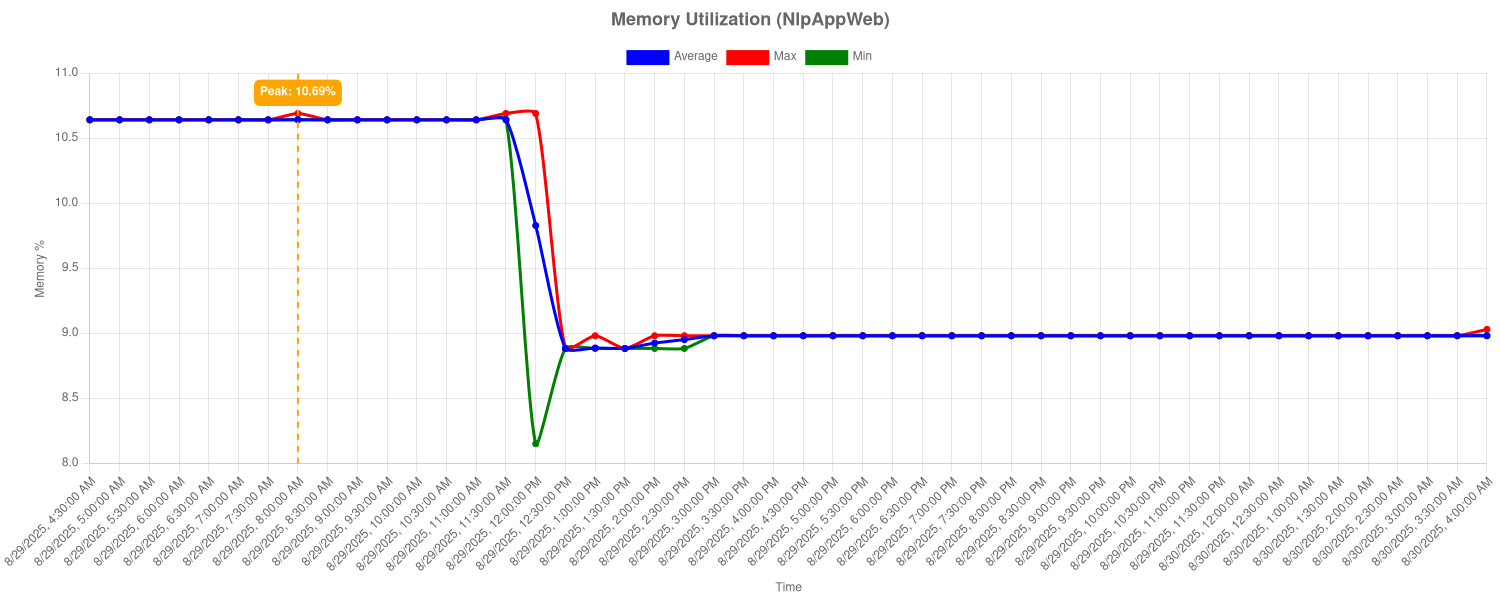 Memory Utilization (NlpAppWeb)
Average Max Min
Peak: 10.69%
11.0
10.5
10.0
9.5
9.0
8.5
8.0
Memory %
8/29/2025, 4:30:00 AM
8/29/2025, 5:00:00 AM
8/29/2025, 5:30:00 AM
8/29/2025, 6:00:00 AM
8/29/2025, 6:30:00 AM
8/29/2025, 7:00:00 AM
8/29/2025, 7:30:00 AM
8/29/2025, 8:00:00 AM
8/29/2025, 8:30:00 AM
8/29/2025, 9:00:00 AM
8/29/2025, 9:30:00 AM
8/29/2025, 10:00:00 AM
8/29/2025, 10:30:00 AM
8/29/2025, 11:00:00 AM
8/29/2025, 11:30:00 AM
8/29/2025, 12:00:00 PM
8/29/2025, 12:30:00 PM
8/29/2025, 1:00:00 PM
8/29/2025, 1:30:00 PM
8/29/2025, 2:00:00 PM
8/29/2025, 2:30:00 PM
8/29/2025, 3:00:00 PM
8/29/2025, 3:30:00 PM
8/29/2025, 4:00:00 PM
8/29/2025, 4:30:00 PM
8/29/2025, 5:00:00 PM
8/29/2025, 5:30:00 PM
8/29/2025, 6:00:00 PM
8/29/2025, 6:30:00 PM
8/29/2025, 7:00:00 PM
8/29/2025, 7:30:00 PM
8/29/2025, 8:00:00 PM
8/29/2025, 8:30:00 PM
8/29/2025, 9:00:00 PM
8/29/2025, 9:30:00 PM
8/29/2025, 10:00:00 PM
8/29/2025, 10:30:00 PM
8/29/2025, 11:00:00 PM
8/29/2025, 11:30:00 PM
8/30/2025, 12:00:00 AM
8/30/2025, 12:30:00 AM
8/30/2025, 1:00:00 AM
8/30/2025, 1:30:00 AM
8/30/2025, 2:00:00 AM
8/30/2025, 2:30:00 AM
8/30/2025, 3:00:00 AM
8/30/2025, 3:30:00 AM
8/30/2025, 4:00:00 AM
Time